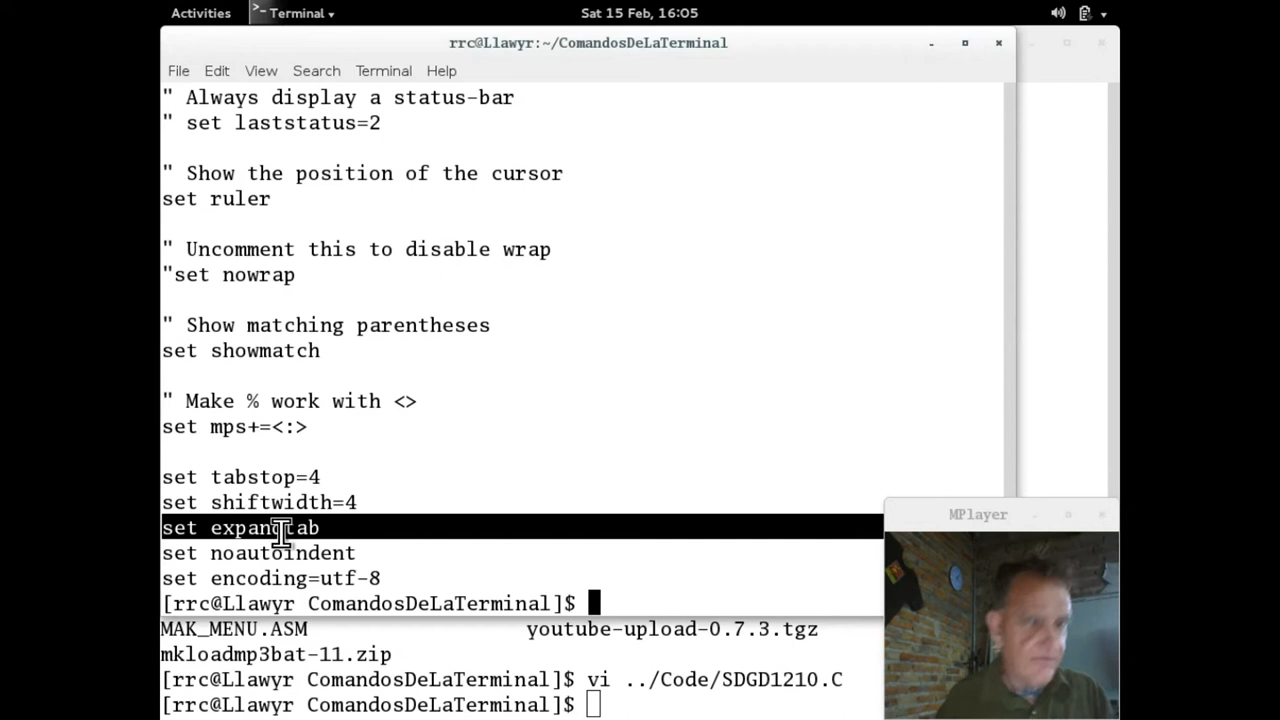 Activities
Terminal
Sat 15 Feb, 16:05
rrc@Llawyr:~/ComandosDeLaTerminal
File Edit View Search Terminal Help
" Always display a status-bar
" set laststatus=2
" Show the position of the cursor
set ruler
" Uncomment this to disable wrap
"set nowrap
" Show matching parentheses
set showmatch
" Make % work with <>
set mps+=<:>
set tabstop=4
set shiftwidth=4
set expandtab
set noautoindent
set encoding=utf-8
[rrc@Llawyr ComandosDeLaTerminal]$
MAK_MENU.ASM youtube-upload-0.7.3.tgz
mkloadmp3bat-11.zip
[rrc@Llawyr ComandosDeLaTerminal]$ vi ../Code/SDGD1210.C
[rrc@Llawyr ComandosDeLaTerminal]$
MPlayer